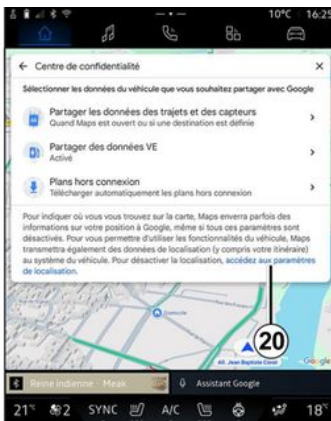 10°C 16:25
Centre de confidentialité
Sélectionner les données du véhicule que vous souhaitez partager avec Google
Partager les données des trajets et des capteurs
Quand Maps est ouvert ou si une destination est définie
Partager des données VE
Activé
Plans hors connexion
Télécharger automatiquement les plans hors connexion
Pour indiquer où vous vous trouvez sur la carte, Maps enverra parfois des
informations sur votre position à Google, même si tous ces paramètres sont
désactivés. Pour vous permettre d'utiliser les fonctionnalités du véhicule, Maps
transmettra également des données de localisation (y compris votre itinéraire)
au système du véhicule. Pour désactiver la localisation, accédez aux paramètres
de localisation.
Domicile
20
All. Jean Baptiste Corot
Google
Reine indienne · Meak
Assistant Google
21° 2 SYNC A/C 18°